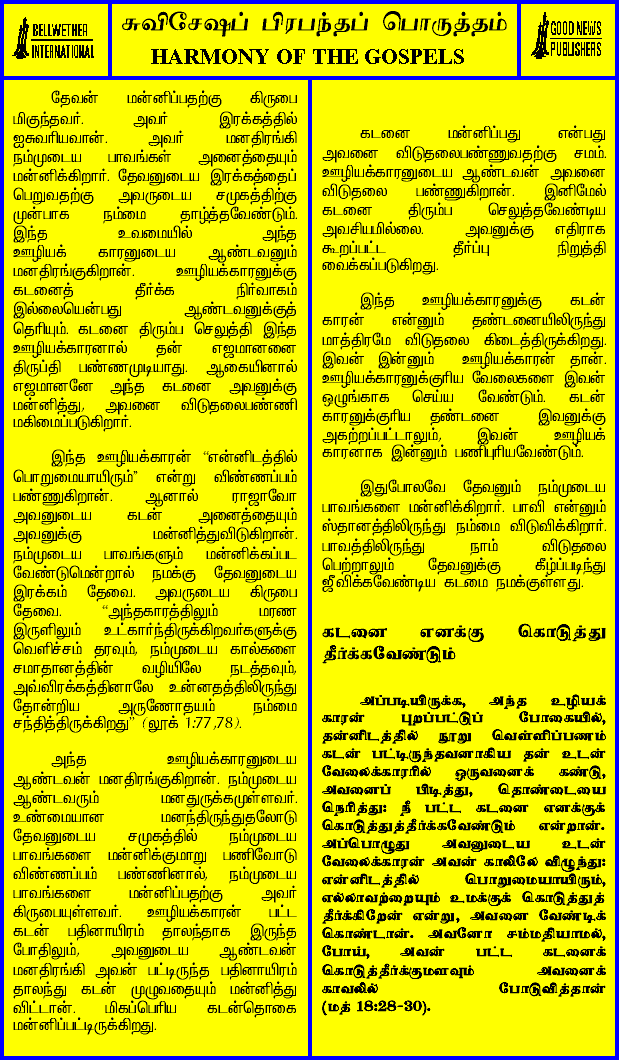 BELLWETHER
INTERNATIONAL
சுவிசேஷப் பிரபந்தப் பொருத்தம்
HARMONY OF THE GOSPELS
GOOD NEWS
PUBLISHERS
தேவன் மன்னிப்பதற்கு கிருபை
மிகுந்தவர். அவர் இரக்கத்தில்
ஐசுவரியவான். அவர் மனதிரங்கி
நம்முடைய பாவங்கள் அனைத்தையும்
மன்னிக்கிறார். தேவனுடைய இரக்கத்தைப்
பெறுவதற்கு அவருடைய சமுகத்திற்கு
முன்பாக நம்மை தாழ்த்தவேண்டும்.
இந்த உவமையில் அந்த
ஊழியக் காரனுடைய ஆண்டவனும்
மனதிரங்குகிறான். ஊழியக்காரனுக்கு
கடனைத் தீர்க்க நிர்வாகம்
இல்லையென்பது ஆண்டவனுக்குத்
தெரியும். கடனை திரும்ப செலுத்தி இந்த
ஊழியக்காரனால் தன் எஜமானனை
திருப்தி பண்ணமுடியாது. ஆகையினால்
எஜமானனே அந்த கடனை அவனுக்கு
மன்னித்து, அவனை விடுதலைபண்ணி
மகிமைப்படுகிறார்.
இந்த ஊழியக்காரன் “என்னிடத்தில்
பொறுமையாயிரும்” என்று விண்ணப்பம்
பண்ணுகிறான். ஆனால் ராஜாவோ
அவனுடைய கடன் அனைத்தையும்
அவனுக்கு மன்னித்துவிடுகிறான்.
நம்முடைய பாவங்களும் மன்னிக்கப்பட
வேண்டுமென்றால் நமக்கு தேவனுடைய
இரக்கம் தேவை. அவருடைய கிருபை
தேவை. “அந்தகாரத்திலும் மரண
இருளிலும் உட்கார்ந்திருக்கிறவர்களுக்கு
வெளிச்சம் தரவும், நம்முடைய கால்களை
சமாதானத்தின் வழியிலே நடத்தவும்,
அவ்விரக்கத்தினாலே உன்னதத்திலிருந்து
தோன்றிய அருணோதயம் நம்மை
சந்தித்திருக்கிறது” (லூக் 1:77,78).
அந்த ஊழியக்காரனுடைய
ஆண்டவன் மனதிரங்குகிறான். நம்முடைய
ஆண்டவரும் மனதுருக்கமுள்ளவர்.
உண்மையான மனந்திருந்துதலோடு
தேவனுடைய சமுகத்தில் நம்முடைய
பாவங்களை மன்னிக்குமாறு பணிவோடு
விண்ணப்பம் பண்ணினால், நம்முடைய
பாவங்களை மன்னிப்பதற்கு அவர்
கிருபையுள்ளவர். ஊழியக்காரன் பட்ட
கடன் பதினாயிரம் தாலந்தாக இருந்த
போதிலும், அவனுடைய ஆண்டவன்
மனதிரங்கி அவன் பட்டிருந்த பதினாயிரம்
தாலந்து கடன் முழுவதையும் மன்னித்து
விட்டான். மிகப்பெரிய கடன்தொகை
மன்னிப்பட்டிருக்கிறது.
கடனை மன்னிப்பது என்பது
அவனை விடுதலைபண்ணுவதற்கு சமம்.
ஊழியக்காரனுடைய ஆண்டவன் அவனை
விடுதலை பண்ணுகிறான். இனிமேல்
கடனை திரும்ப செலுத்தவேண்டிய
அவசியமில்லை. அவனுக்கு எதிராக
கூறப்பட்ட தீர்ப்பு நிறுத்தி
வைக்கப்படுகிறது.
இந்த ஊழியக்காரனுக்கு கடன்
காரன் என்னும் தண்டனையிலிருந்து
மாத்திரமே விடுதலை கிடைத்திருக்கிறது.
இவன் இன்னும் ஊழியக்காரன் தான்.
ஊழியக்காரனுக்குரிய வேலைகளை இவன்
ஒழுங்காக செய்ய வேண்டும். கடன்
காரனுக்குரிய தண்டனை இவனுக்கு
அகற்றப்பட்டாலும், இவன் ஊழியக்
காரனாக இன்னும் பணிபுரியவேண்டும்.
இதுபோலவே தேவனும் நம்முடைய
பாவங்களை மன்னிக்கிறார். பாவி என்னும்
ஸ்தானத்திலிருந்து நம்மை விடுவிக்கிறார்.
பாவத்திலிருந்து நாம் விடுதலை
பெற்றாலும் தேவனுக்கு கீழ்ப்படிந்து
ஜீவிக்கவேண்டிய கடமை நமக்குள்ளது.
கடனை எனக்கு கொடுத்து
தீர்க்கவேண்டும்
அப்படியிருக்க, அந்த உழியக்
காரன் புறப்பட்டுப் போகையில்,
தன்னிடத்தில் நூறு வெள்ளிப்பணம்
கடன் பட்டிருந்தவனாகிய தன் உடன்
வேலைக்காரரில் ஒருவனைக் கண்டு,
அவனைப் பிடித்து, தொண்டையை
நெரித்து: நீ பட்ட கடனை எனக்குக்
கொடுத்துத்தீர்க்கவேண்டும் என்றான்.
அப்பொழுது அவனுடைய உடன்
வேலைக்காரன் அவன் காலிலே விழுந்து:
என்னிடத்தில் பொறுமையாயிரும்,
எல்லாவற்றையும் உமக்குக் கொடுத்துத்
தீர்க்கிறேன் என்று, அவனை வேண்டிக்
கொண்டான். அவனோ சம்மதியாமல்,
போய், அவன் பட்ட கடனைக்
கொடுத்தீர்க்குமளவும் அவனைக்
காவலில் போடுவித்தான்
(மத் 18:28-30).